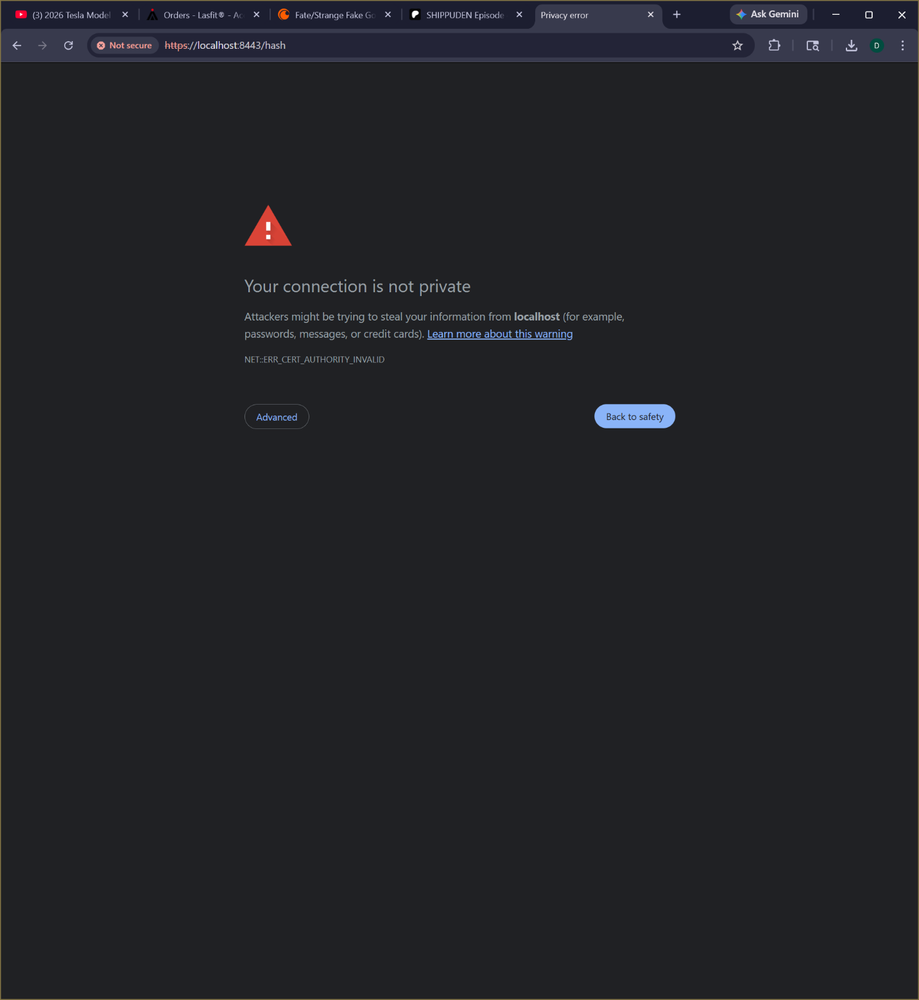 (3) 2026 Tesla Model
Orders - Lasfit® - Ac
Fate/Strange Fake Go
SHIPPUDEN Episode
Privacy error
Ask Gemini
Not secure
https://localhost:8443/hash
D
Your connection is not private
Attackers might be trying to steal your information from localhost (for example,
passwords, messages, or credit cards). Learn more about this warning
NET::ERR_CERT_AUTHORITY_INVALID
Advanced
Back to safety